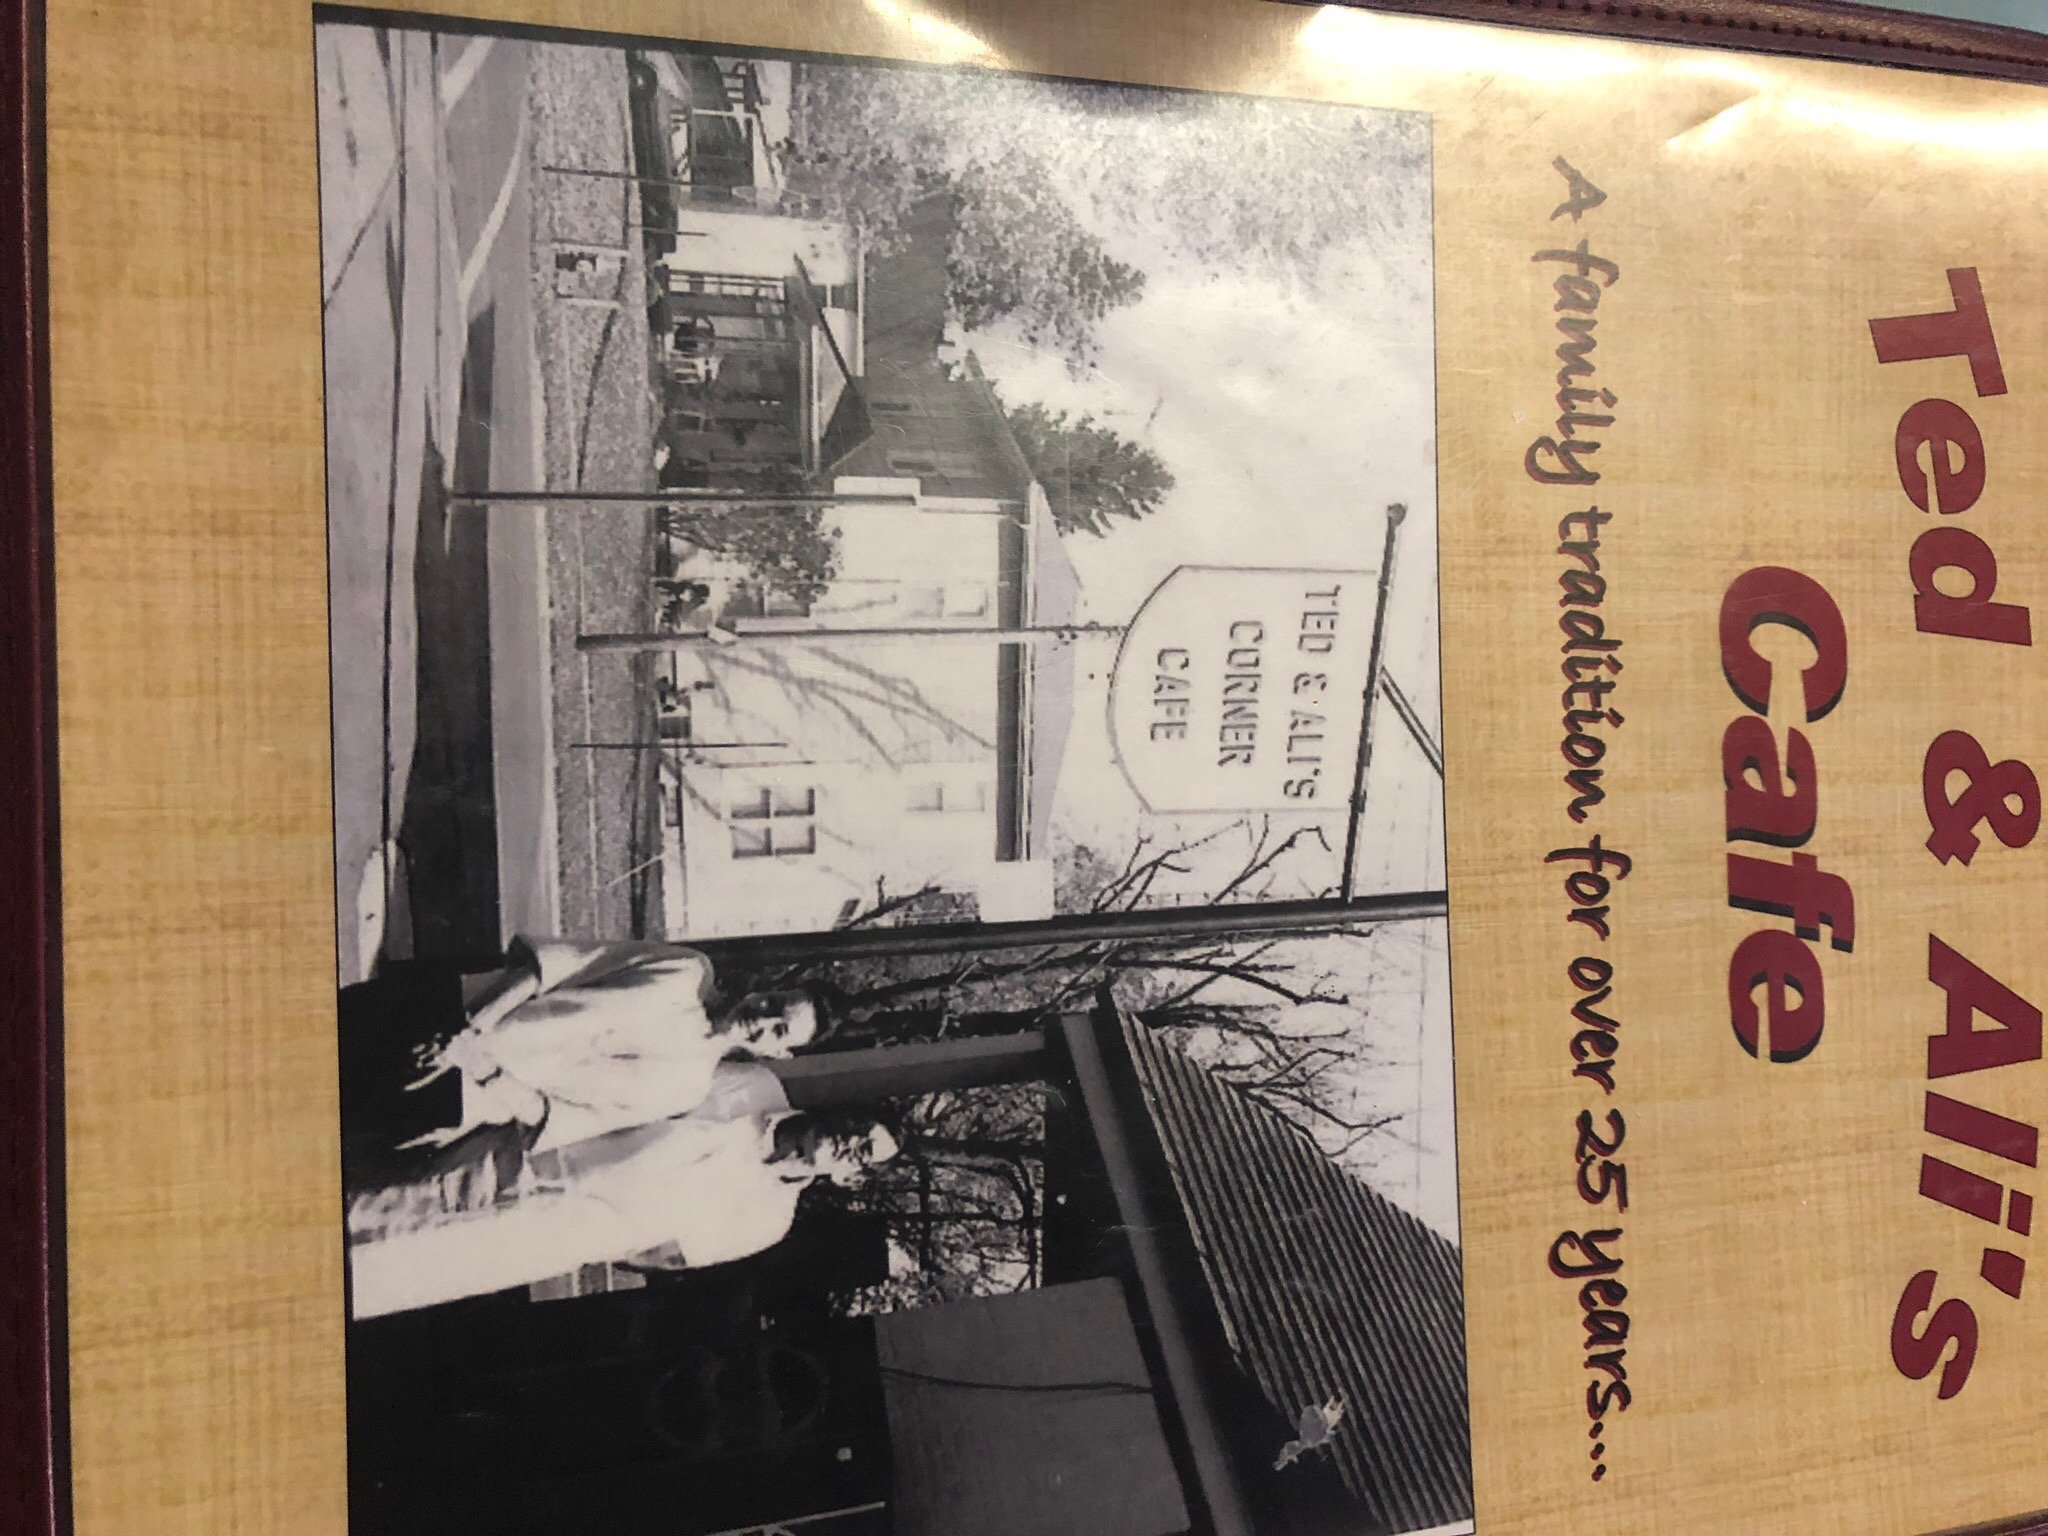 Ted & Ali's
Cafe
A family tradition for over 25 years...
TED & ALI'S
CORNER
CAFE